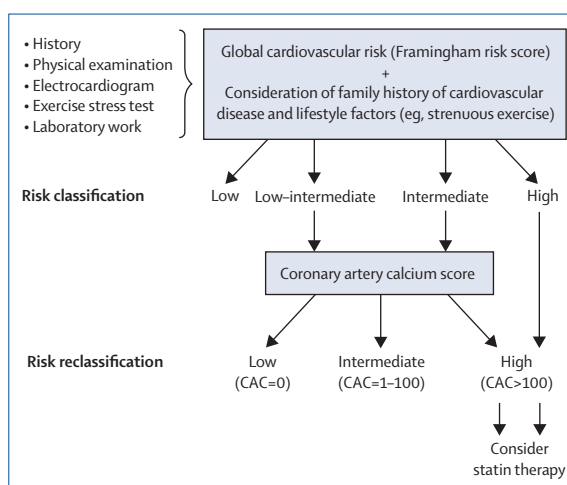 • History
• Physical examination
• Electrocardiogram
• Exercise stress test
• Laboratory work
Global cardiovascular risk (Framingham risk score)
+
Consideration of family history of cardiovascular
disease and lifestyle factors (eg, strenuous exercise)
Risk classification
Low
Low–intermediate
Intermediate
High
Coronary artery calcium score
Risk reclassification
Low
(CAC=0)
Intermediate
(CAC=1–100)
High
(CAC>100)
Consider
statin therapy